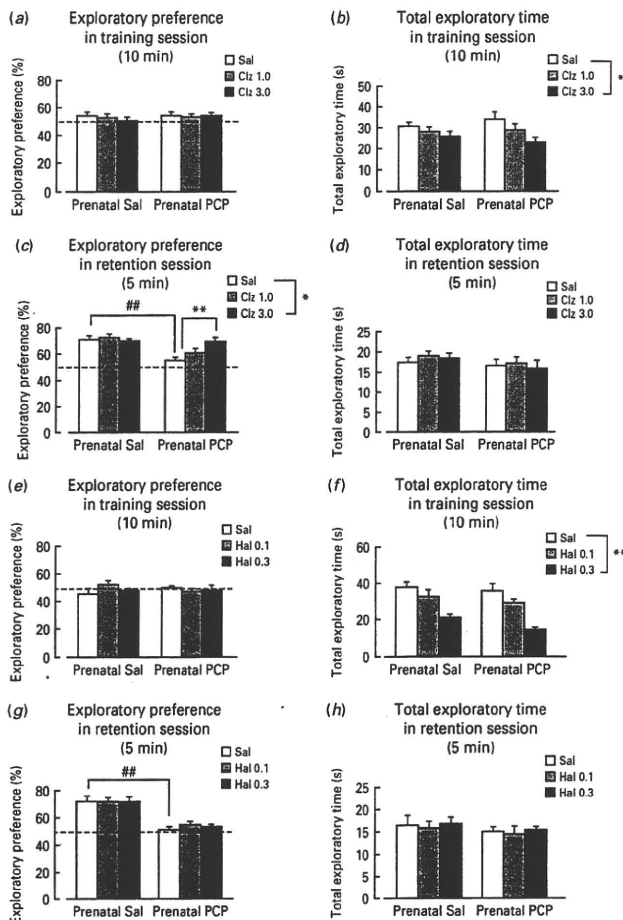 (a) Exploratory preference
in training session
(10 min)
Sal
Clz 1.0
Clz 3.0
Exploratory preference (%)
80
60
40
20
0
Prenatal Sal Prenatal PCP
(b) Total exploratory time
in training session
(10 min)
Sal
Clz 1.0
Clz 3.0
*
Total exploratory time (s)
50
40
30
20
10
0
Prenatal Sal Prenatal PCP
(c) Exploratory preference
in retention session
(5 min)
Sal
Clz 1.0
Clz 3.0
*
## **
Exploratory preference (%)
80
60
40
20
0
Prenatal Sal Prenatal PCP
(d) Total exploratory time
in retention session
(5 min)
Sal
Clz 1.0
Clz 3.0
Total exploratory time (s)
25
20
15
10
5
0
Prenatal Sal Prenatal PCP
(e) Exploratory preference
in training session
(10 min)
Sal
Hal 0.1
Hal 0.3
Exploratory preference (%)
80
60
40
20
0
Prenatal Sal Prenatal PCP
(f) Total exploratory time
in training session
(10 min)
Sal
Hal 0.1
Hal 0.3
**
Total exploratory time (s)
60
40
20
0
Prenatal Sal Prenatal PCP
(g) Exploratory preference
in retention session
(5 min)
Sal
Hal 0.1
Hal 0.3
##
Exploratory preference (%)
80
60
40
20
0
Prenatal Sal Prenatal PCP
(h) Total exploratory time
in retention session
(5 min)
Sal
Hal 0.1
Hal 0.3
Total exploratory time (s)
25
20
15
10
5
0
Prenatal Sal Prenatal PCP